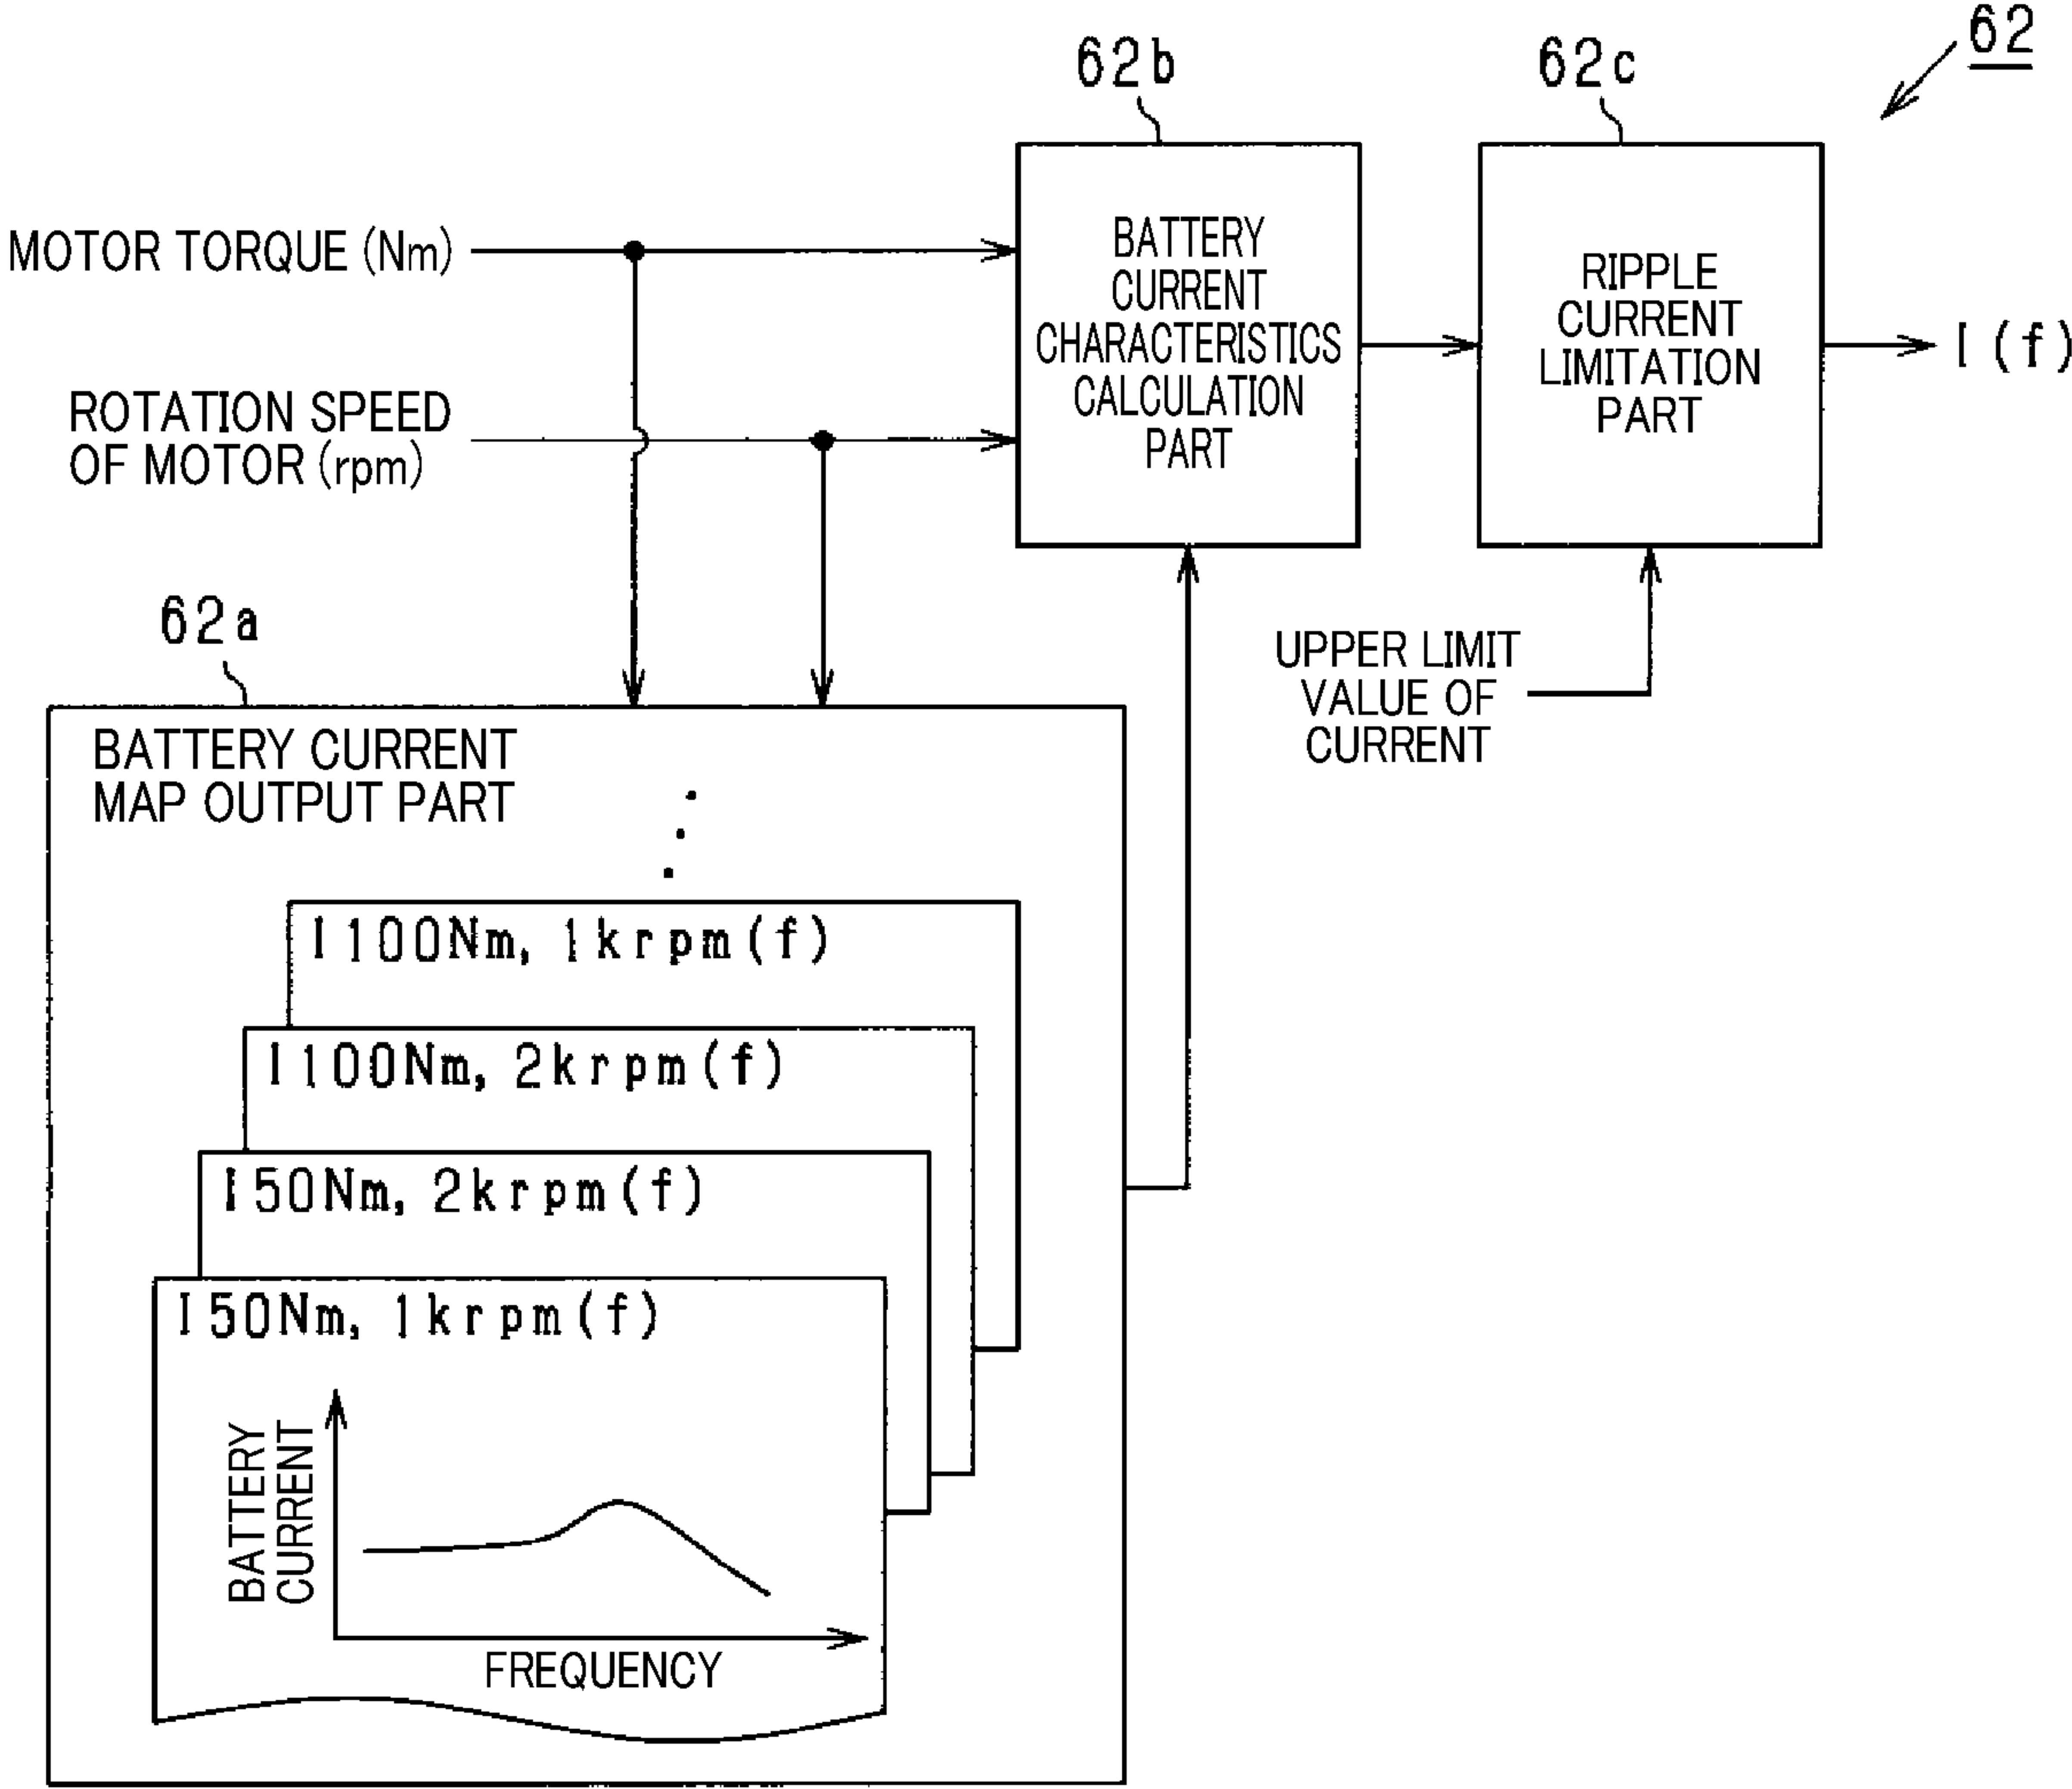 62
62b
62c
MOTOR TORQUE (Nm)
ROTATION SPEED
OF MOTOR (rpm)
BATTERY
CURRENT
CHARACTERISTICS
CALCULATION
PART
RIPPLE
CURRENT
LIMITATION
PART
I(f)
UPPER LIMIT
VALUE OF
CURRENT
62a
BATTERY CURRENT
MAP OUTPUT PART
I100Nm, 1krpm(f)
I100Nm, 2krpm(f)
I50Nm, 2krpm(f)
I50Nm, 1krpm(f)
BATTERY
CURRENT
FREQUENCY